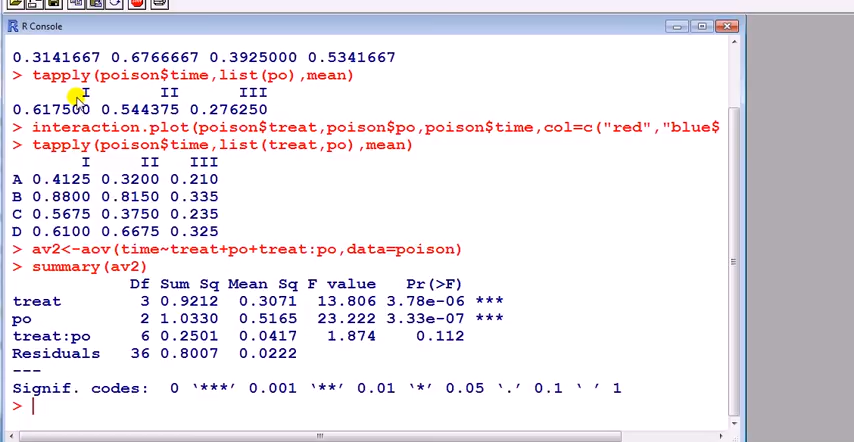 R Console
0.3141667 0.6766667 0.3925000 0.5341667
> tapply(poison$time,list(po),mean)
I II III
0.617500 0.544375 0.276250
> interaction.plot(poison$treat,poison$po,poison$time,col=c("red","blue$
> tapply(poison$time,list(treat,po),mean)
I II III
A 0.4125 0.3200 0.210
B 0.8800 0.8150 0.335
C 0.5675 0.3750 0.235
D 0.6100 0.6675 0.325
> av2<-aov(time~treat+po+treat:po,data=poison)
> summary(av2)
Df Sum Sq Mean Sq F value Pr(>F)
treat 3 0.9212 0.3071 13.806 3.78e-06 ***
po 2 1.0330 0.5165 23.222 3.33e-07 ***
treat:po 6 0.2501 0.0417 1.874 0.112
Residuals 36 0.8007 0.0222
---
Signif. codes: 0 ‘***’ 0.001 ‘**’ 0.01 ‘*’ 0.05 ‘.’ 0.1 ‘ ’ 1
>